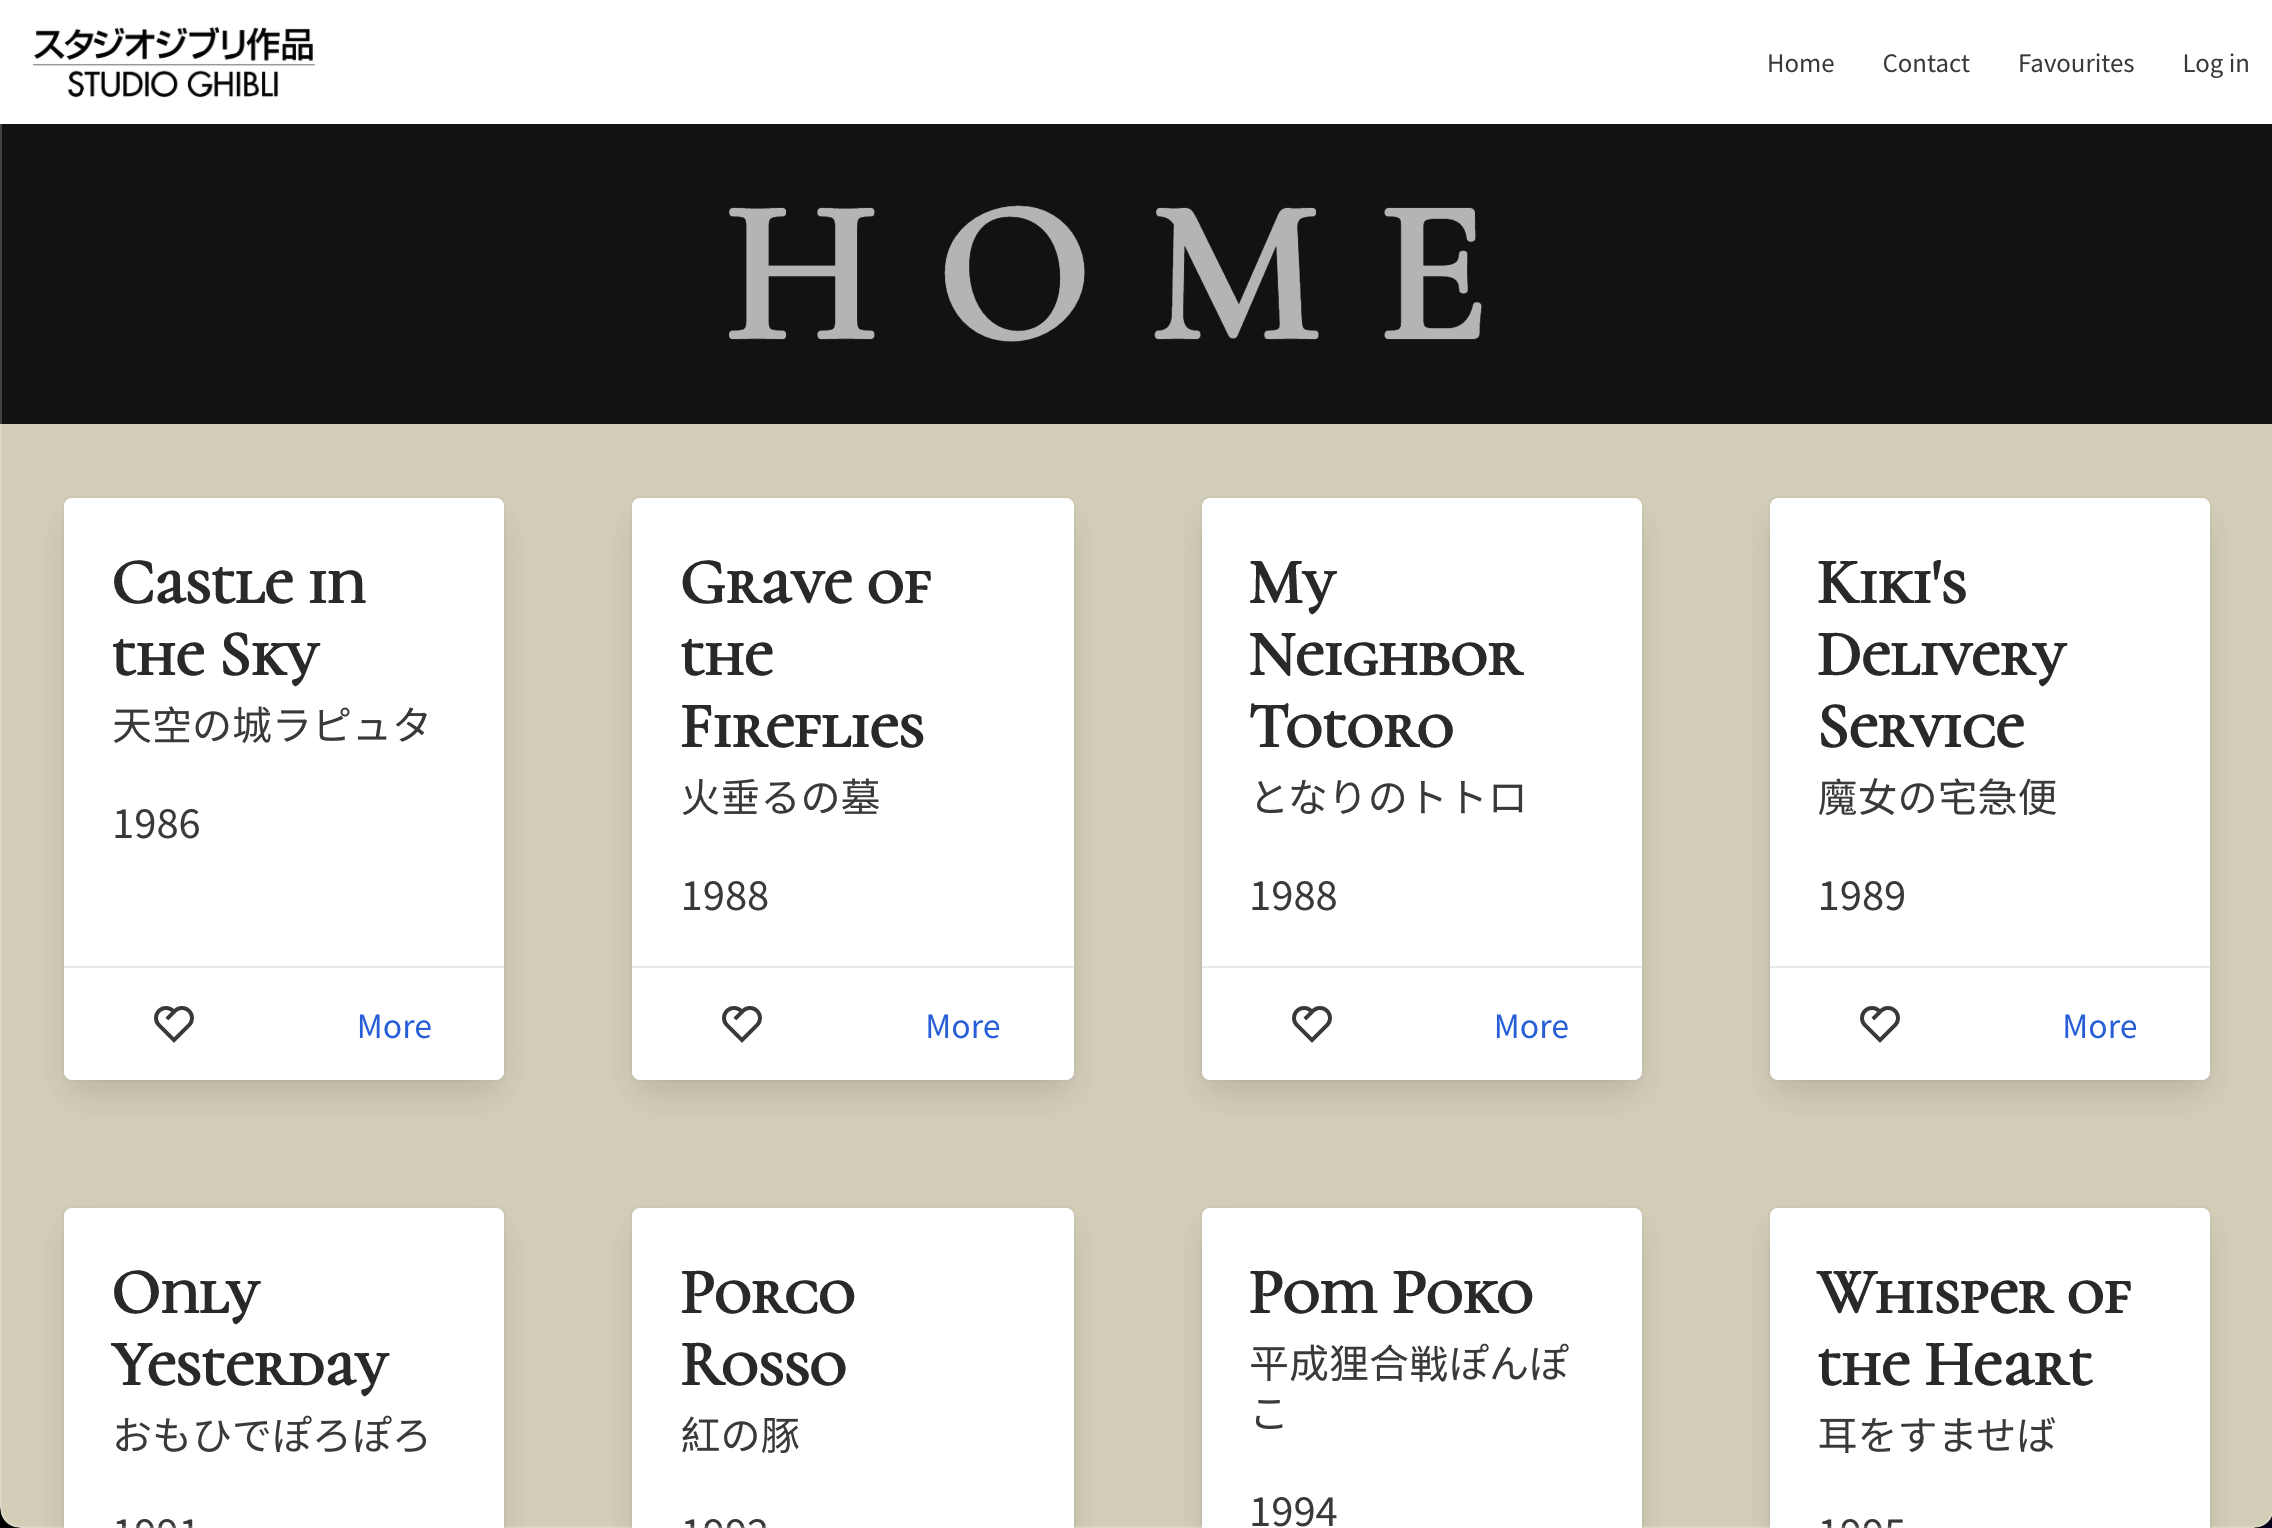 スタジオジブリ作品
STUDIO GHIBLI
Home
Contact
Favourites
Log in
HOME
Castle in
the Sky
天空の城ラピュタ
1986
More
Grave of
the
Fireflies
火垂るの墓
1988
More
My
Neighbor
Totoro
となりのトトロ
1988
More
Kiki's
Delivery
Service
魔女の宅急便
1989
More
Only
Yesterday
おもひでぽろぽろ
1991
Porco
Rosso
紅の豚
1992
Pom Poko
平成狸合戦ぽんぽ
こ
1994
Whisper of
the Heart
耳をすませば
1995